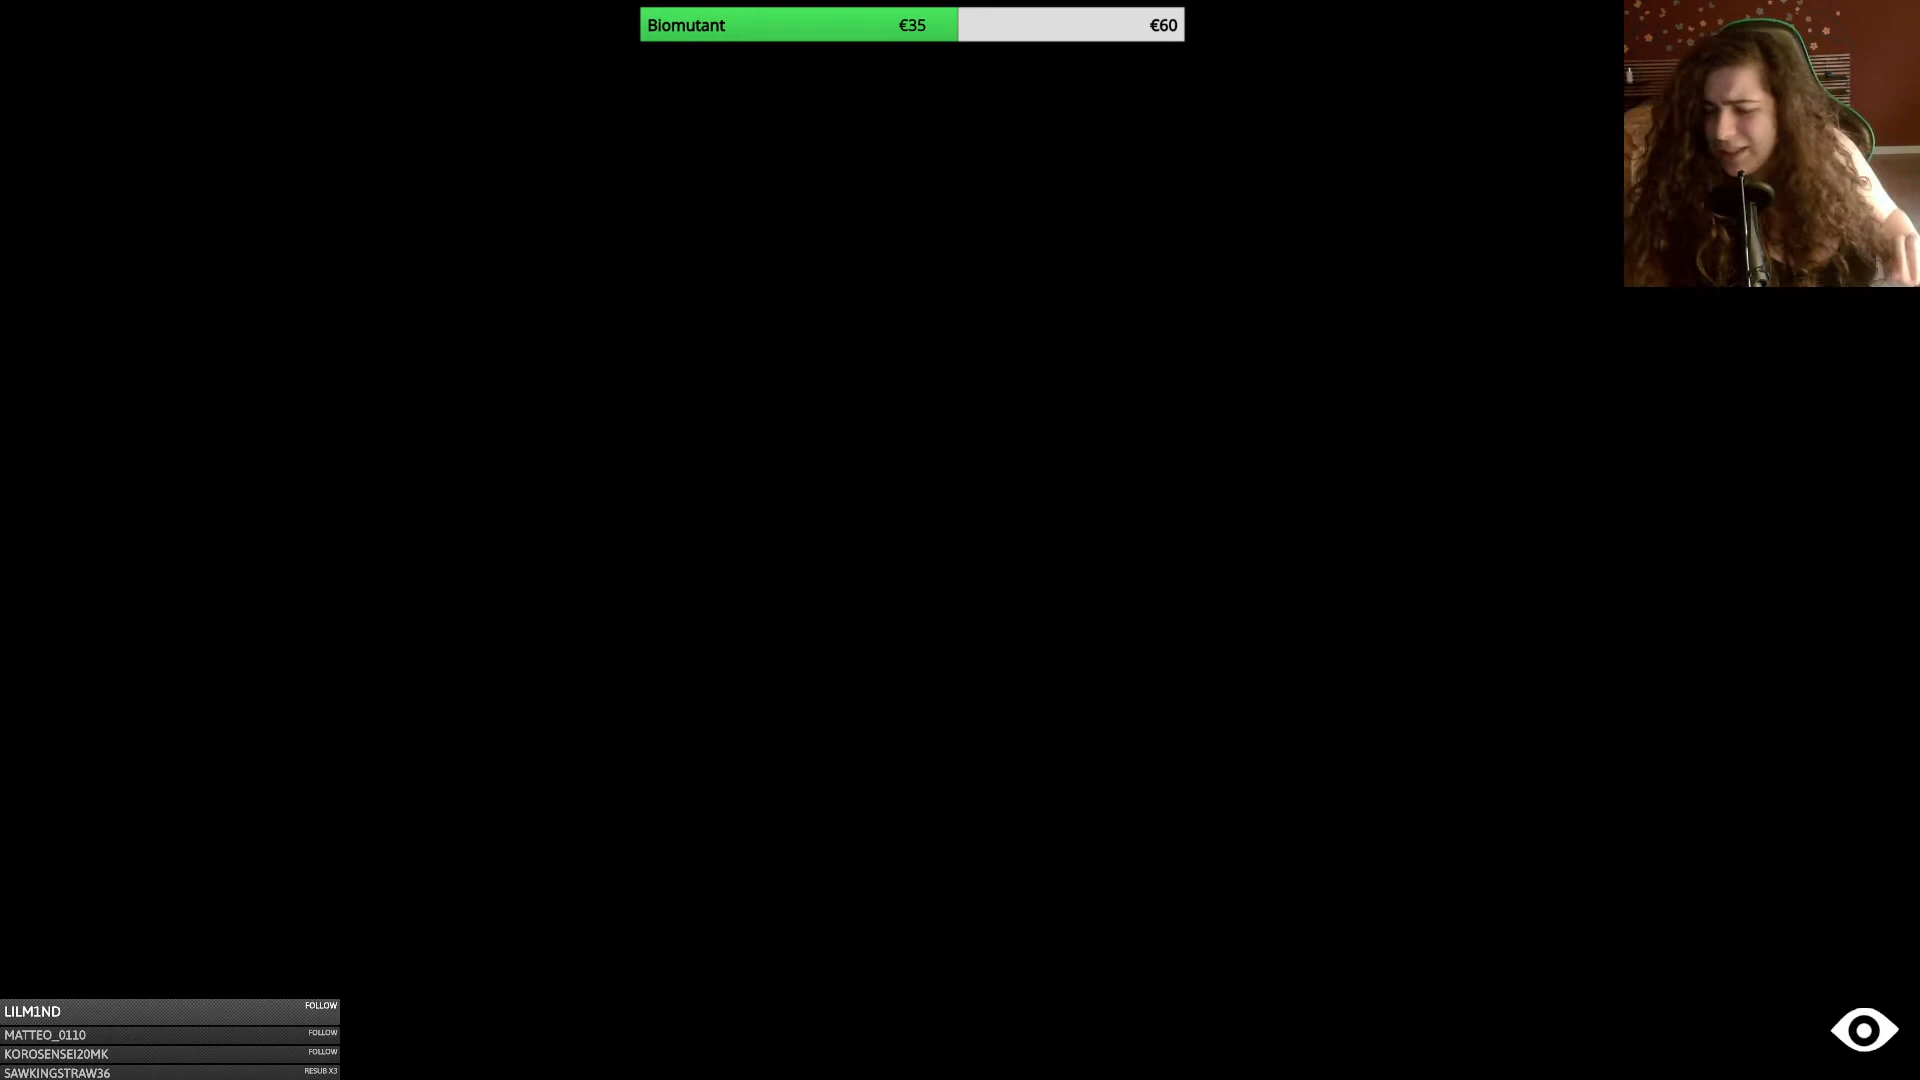 Biomutant €35 €60
LILM1ND FOLLOW
MATTEO_0110 FOLLOW
KOROSENSEI20MK FOLLOW
SAWKINGSTRAW36 RESUB X3